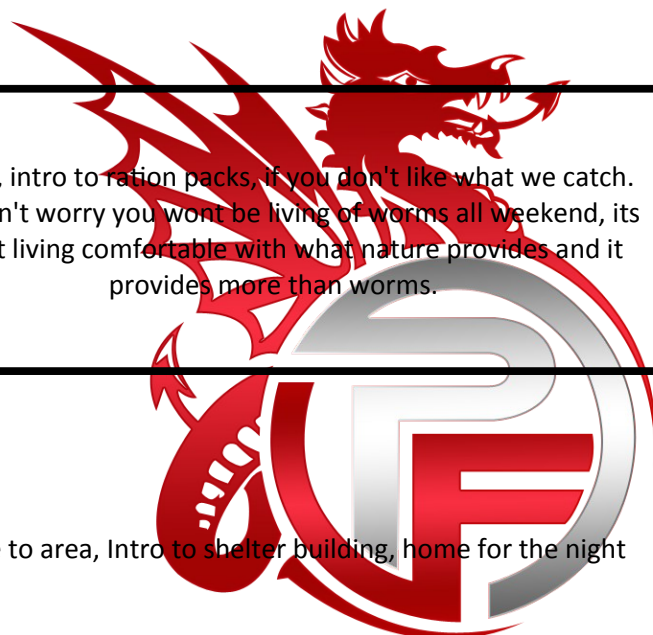 , intro to ration packs, if you don't like what we catch.
n't worry you wont be living of worms all weekend, its
t living comfortable with what nature provides and it
provides more than worms.
to area, Intro to shelter building, home for the night
PF